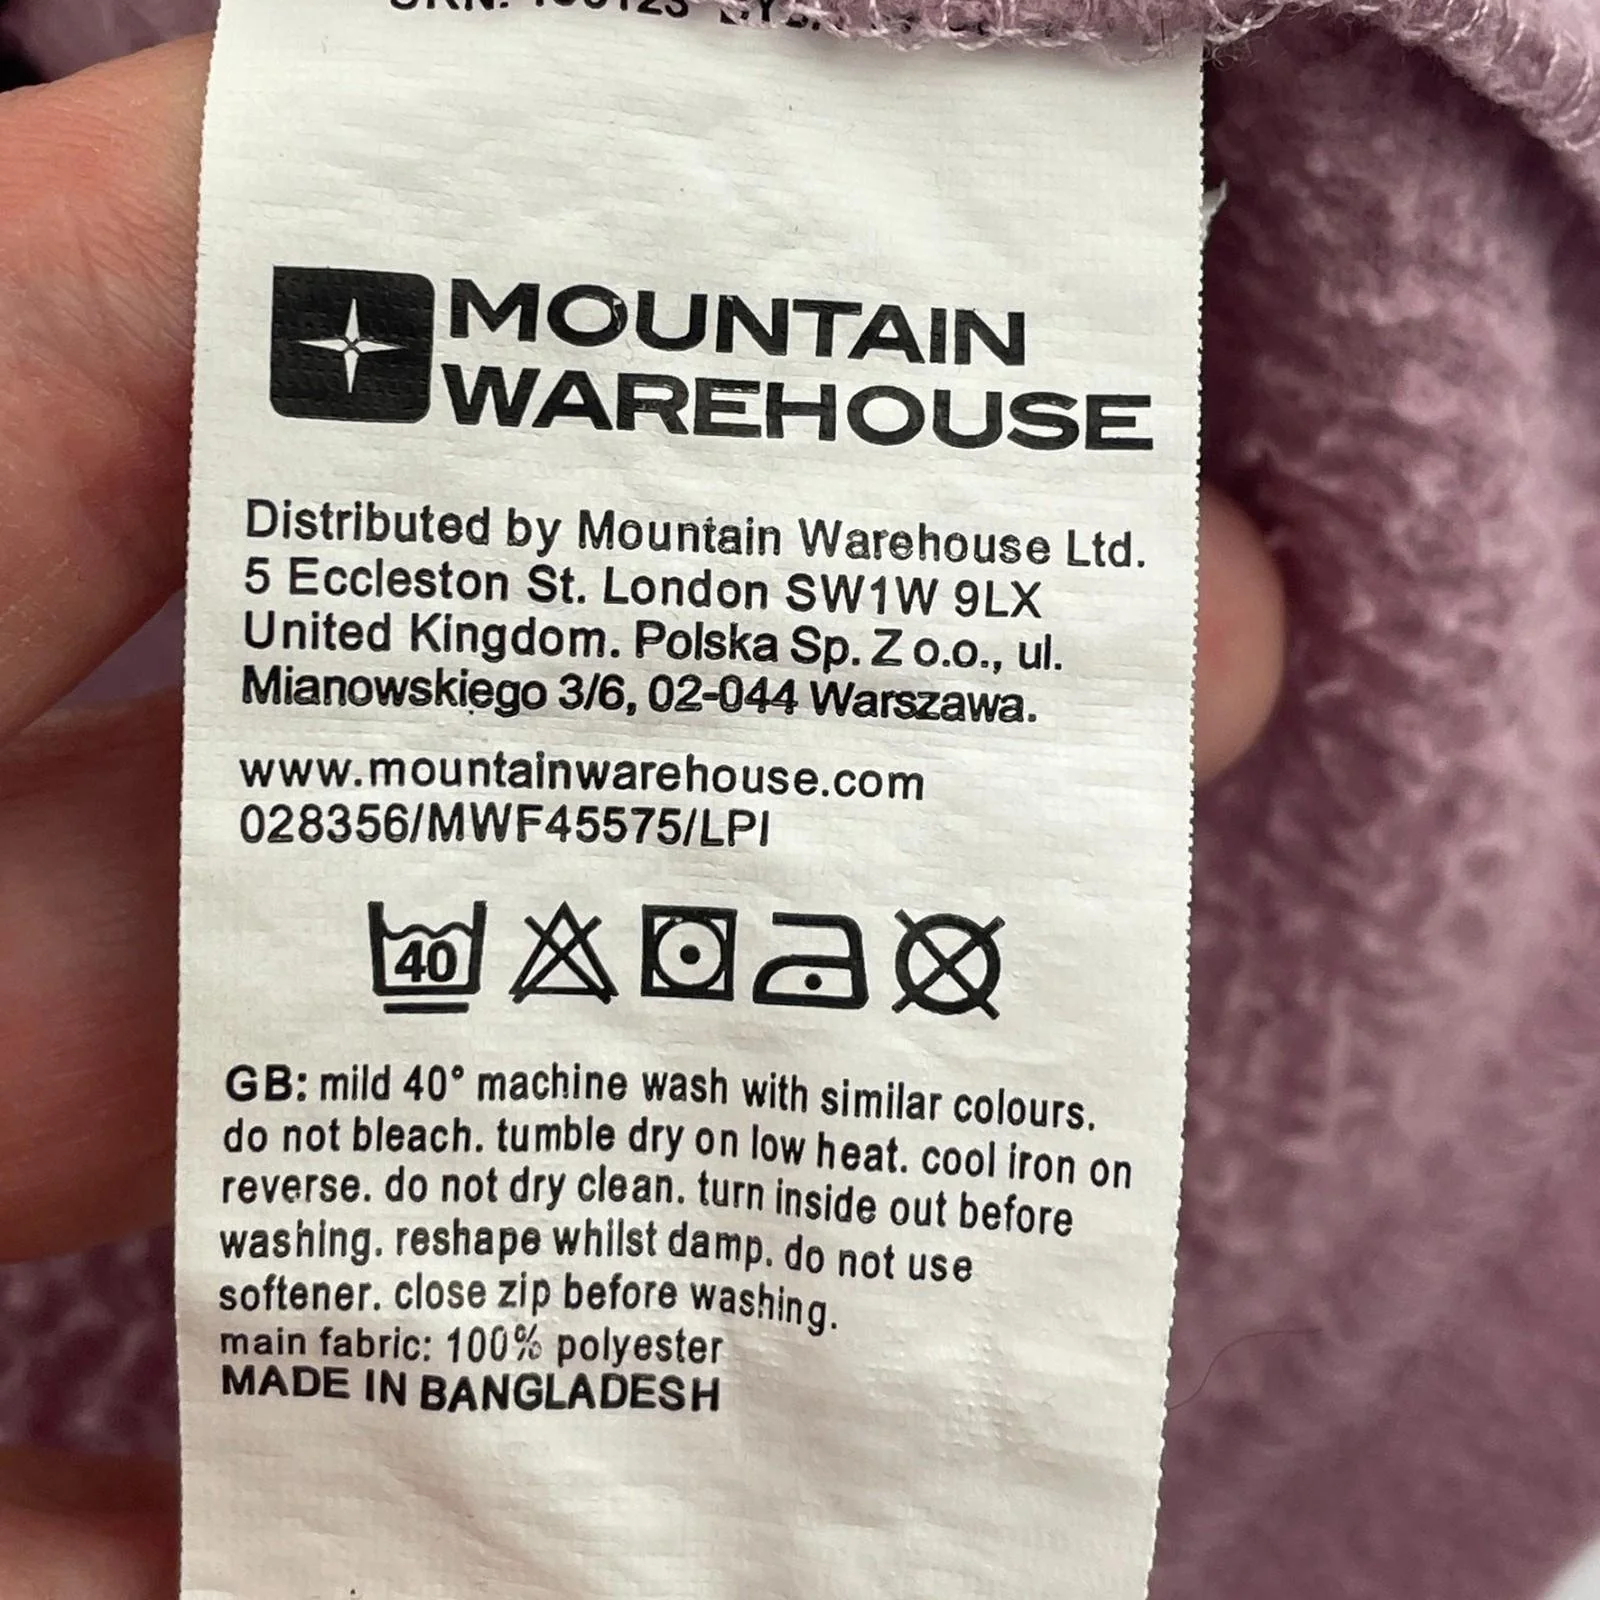 MOUNTAIN
WAREHOUSE
Distributed by Mountain Warehouse Ltd.
5 Eccleston St. London SW1W 9LX
United Kingdom. Polska Sp. Z o.o., ul.
Mianowskiego 3/6, 02-044 Warszawa.
www.mountainwarehouse.com
028356/MWF45575/LPI
40
GB: mild 40° machine wash with similar colours.
do not bleach. tumble dry on low heat. cool iron on
reverse. do not dry clean. turn inside out before
washing. reshape whilst damp. do not use
softener. close zip before washing.
main fabric: 100% polyester
MADE IN BANGLADESH